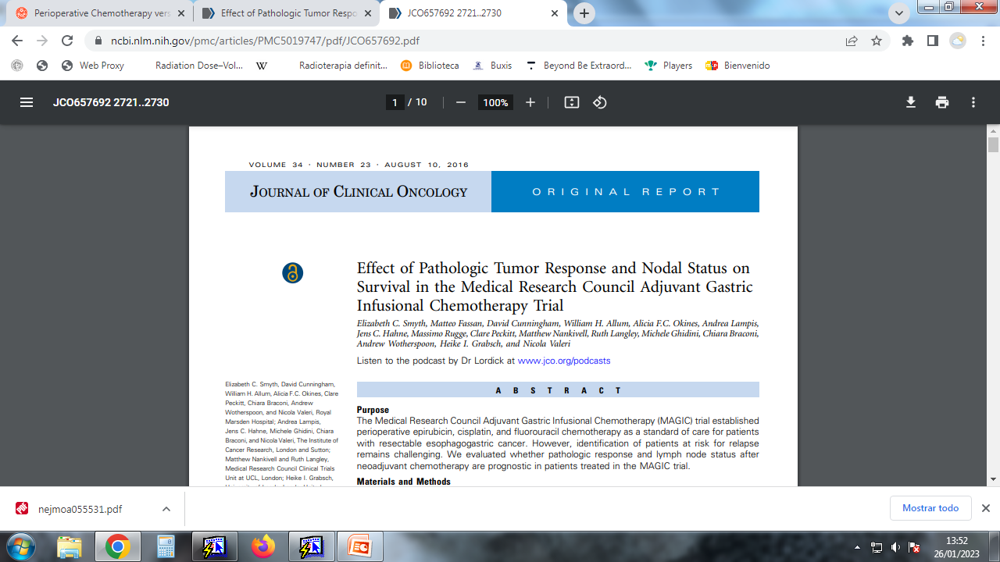 Perioperative Chemotherapy vers
Effect of Pathologic Tumor Respo
JCO657692 2721..2730
ncbi.nlm.nih.gov/pmc/articles/PMC5019747/pdf/JCO657692.pdf
Web Proxy
Radiation Dose–Vol...
W
Radioterapia definit...
Biblioteca
Buxis
Beyond Be Extraord...
Players
Bienvenido
JCO657692 2721..2730
1 / 10
100%
VOLUME 34 · NUMBER 23 · AUGUST 10, 2016
JOURNAL OF CLINICAL ONCOLOGY
ORIGINAL REPORT
Effect of Pathologic Tumor Response and Nodal Status on
Survival in the Medical Research Council Adjuvant Gastric
Infusional Chemotherapy Trial
Elizabeth C. Smyth, Matteo Fassan, David Cunningham, William H. Allum, Alicia F.C. Okines, Andrea Lampis,
Jens C. Hahne, Massimo Rugge, Clare Peckitt, Matthew Nankivell, Ruth Langley, Michele Ghidini, Chiara Braconi,
Andrew Wotherspoon, Heike I. Grabsch, and Nicola Valeri
Listen to the podcast by Dr Lordick at www.jco.org/podcasts
Elizabeth C. Smyth, David Cunningham,
William H. Allum, Alicia F.C. Okines, Clare
Peckitt, Chiara Braconi, Andrew
Wotherspoon, and Nicola Valeri, Royal
Marsden Hospital; Andrea Lampis,
Jens C. Hahne, Michele Ghidini, Chiara
Braconi, and Nicola Valeri, The Institute of
Cancer Research, London and Sutton;
Matthew Nankivell and Ruth Langley,
Medical Research Council Clinical Trials
Unit at UCL, London; Heike I. Grabsch,
ABSTRACT
Purpose
The Medical Research Council Adjuvant Gastric Infusional Chemotherapy (MAGIC) trial established
perioperative epirubicin, cisplatin, and fluorouracil chemotherapy as a standard of care for patients
with resectable esophagogastric cancer. However, identification of patients at risk for relapse
remains challenging. We evaluated whether pathologic response and lymph node status after
neoadjuvant chemotherapy are prognostic in patients treated in the MAGIC trial.
Materials and Methods
nejmoa055531.pdf
Mostrar todo
13:52
26/01/2023